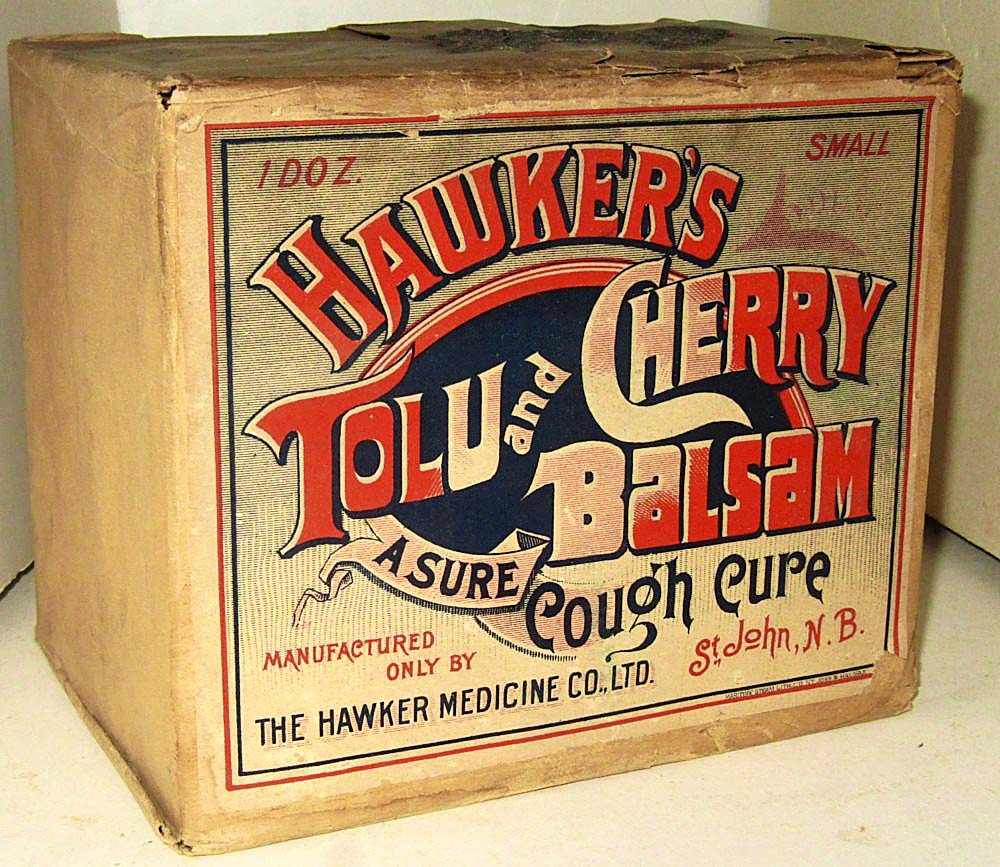 1 DOZ.
SMALL
HAWKER'S
TOLU and CHERRY
BALSAM
A SURE
Cough Cure
MANUFACTURED
ONLY BY
THE HAWKER MEDICINE CO., LTD.
St. John, N. B.